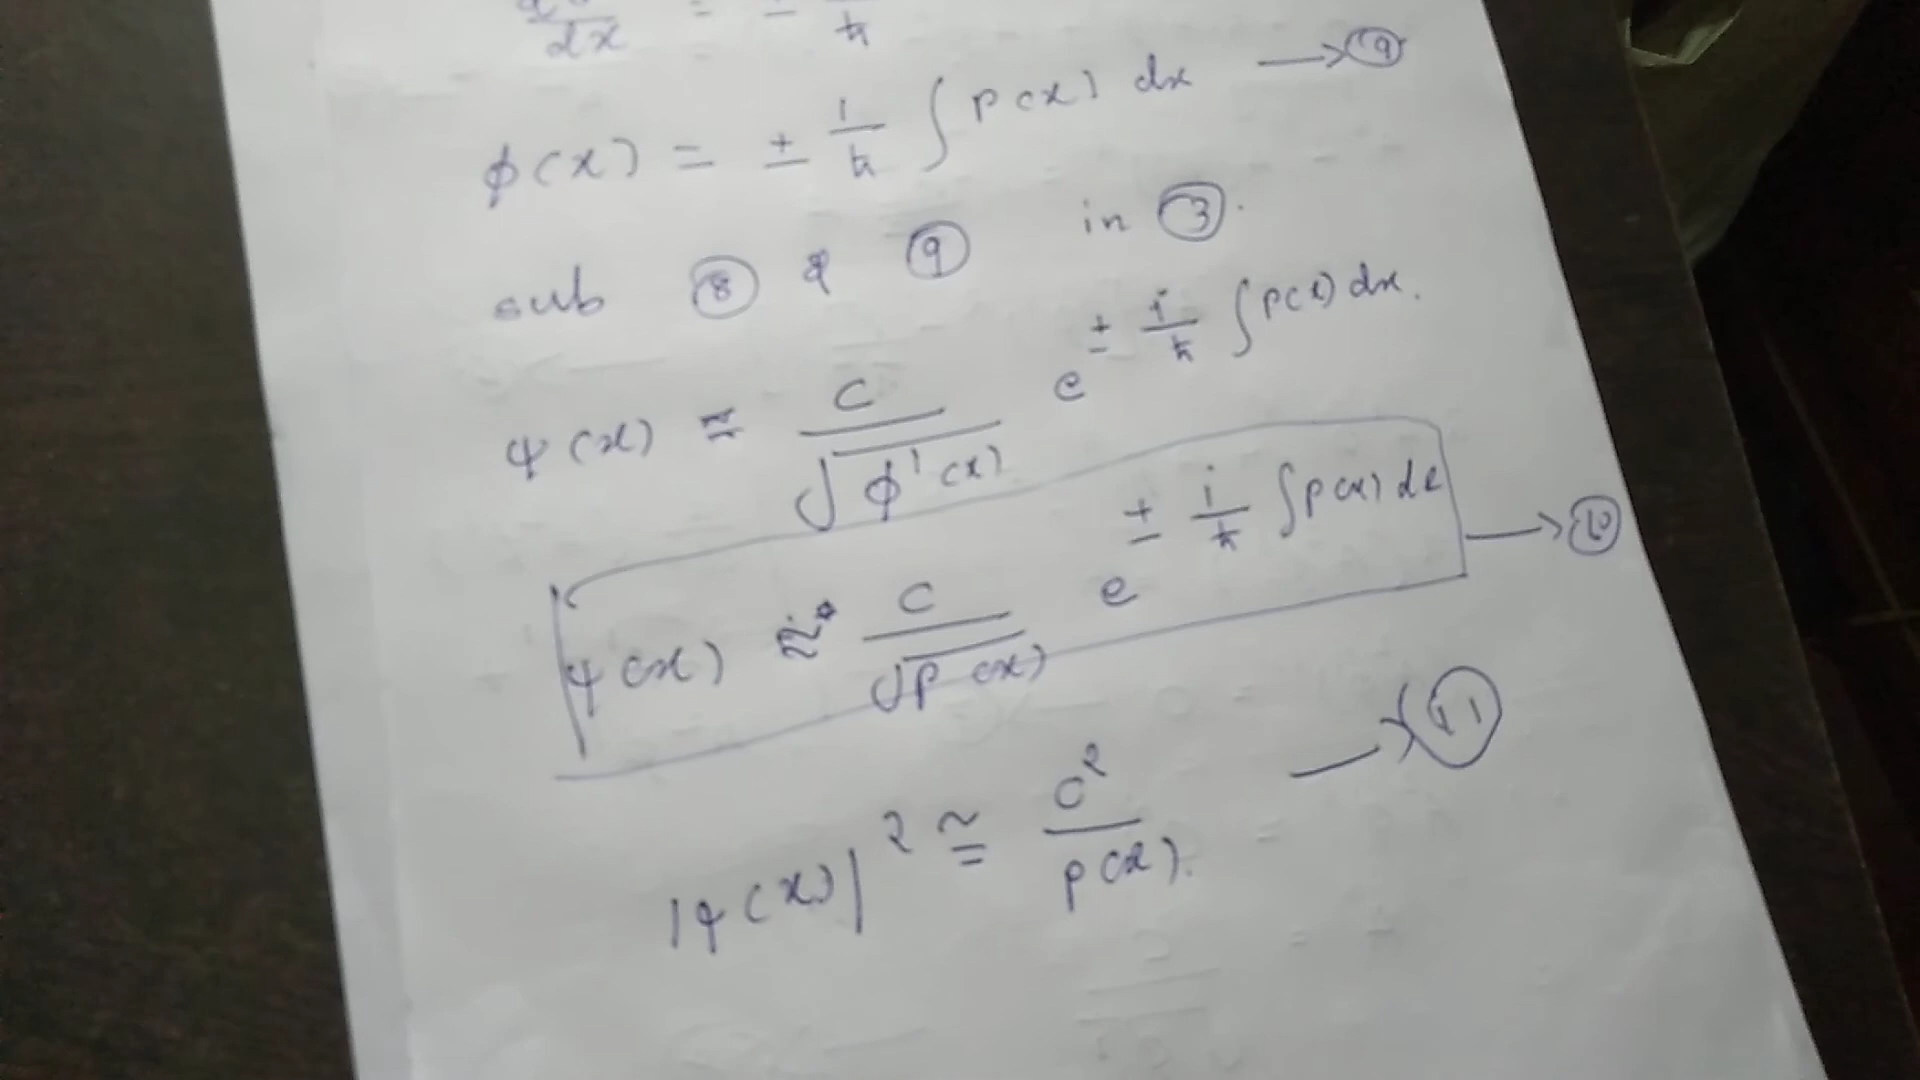 dx = ± ħ
φ(x) = ± 1/ħ ∫ p(x) dx → ⑨
sub ⑧ & ⑨ in ③.
ψ(x) ≃ C/√φ'(x) e^{± i/ħ ∫p(x) dx.}
ψ(x) ≈ C/√p(x) e^{± i/ħ ∫p(x) dx} → ⑩
|ψ(x)|² ≅ C²/p(x). → ⑪